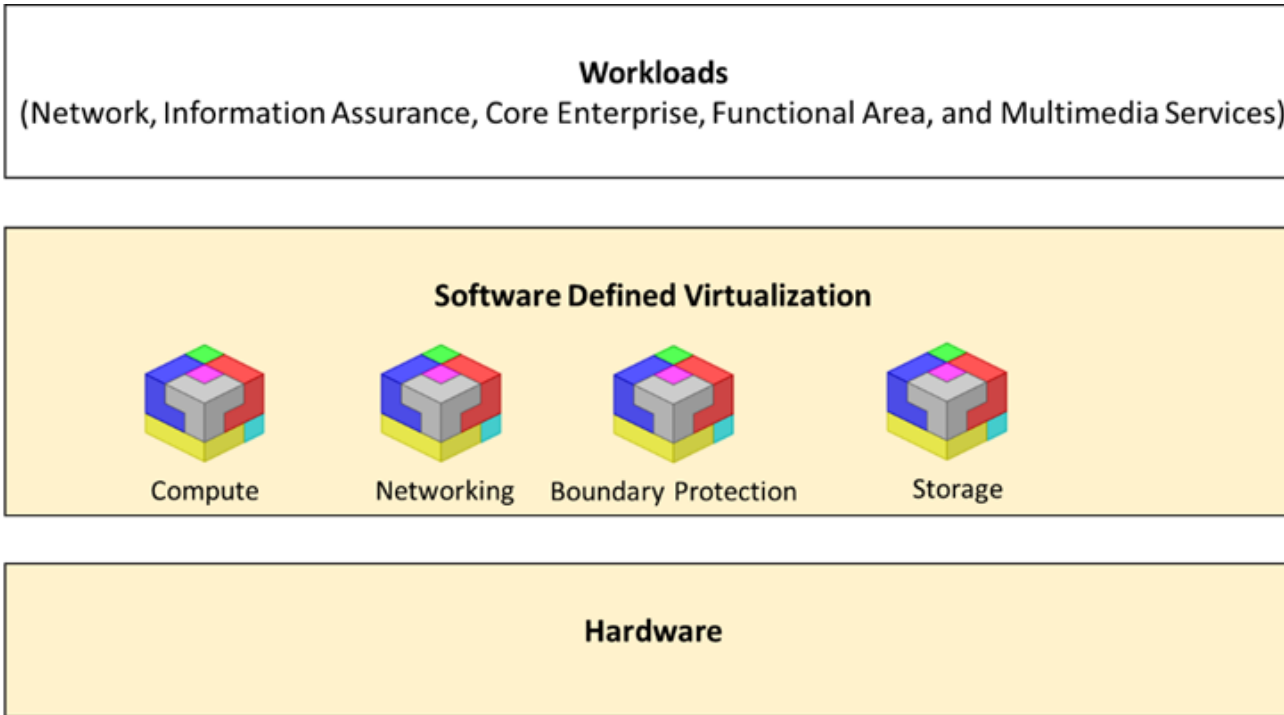 Workloads
(Network, Information Assurance, Core Enterprise, Functional Area, and Multimedia Services)
Software Defined Virtualization
Compute
Networking
Boundary Protection
Storage
Hardware